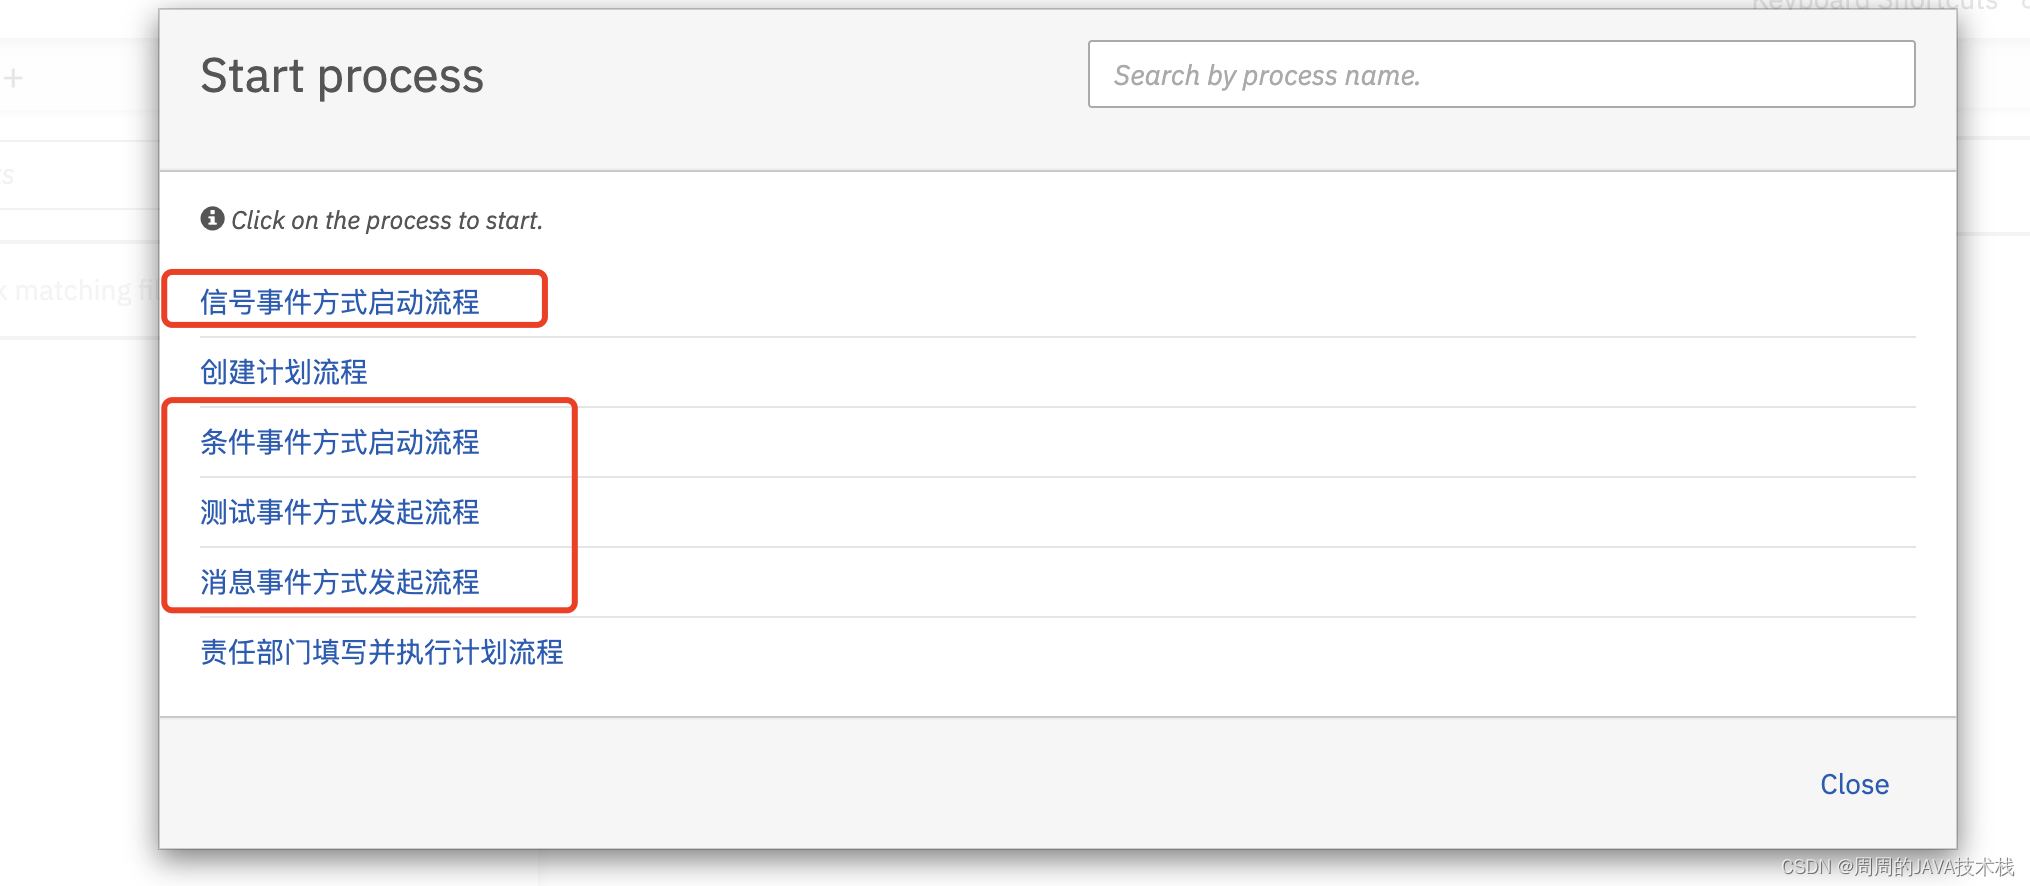 Keyboard Shortcuts
Start process
Search by process name.
Click on the process to start.
matching
信号事件方式启动流程
创建计划流程
条件事件方式启动流程
测试事件方式发起流程
消息事件方式发起流程
责任部门填写并执行计划流程
Close
CSDN @周周的JAVA技术栈